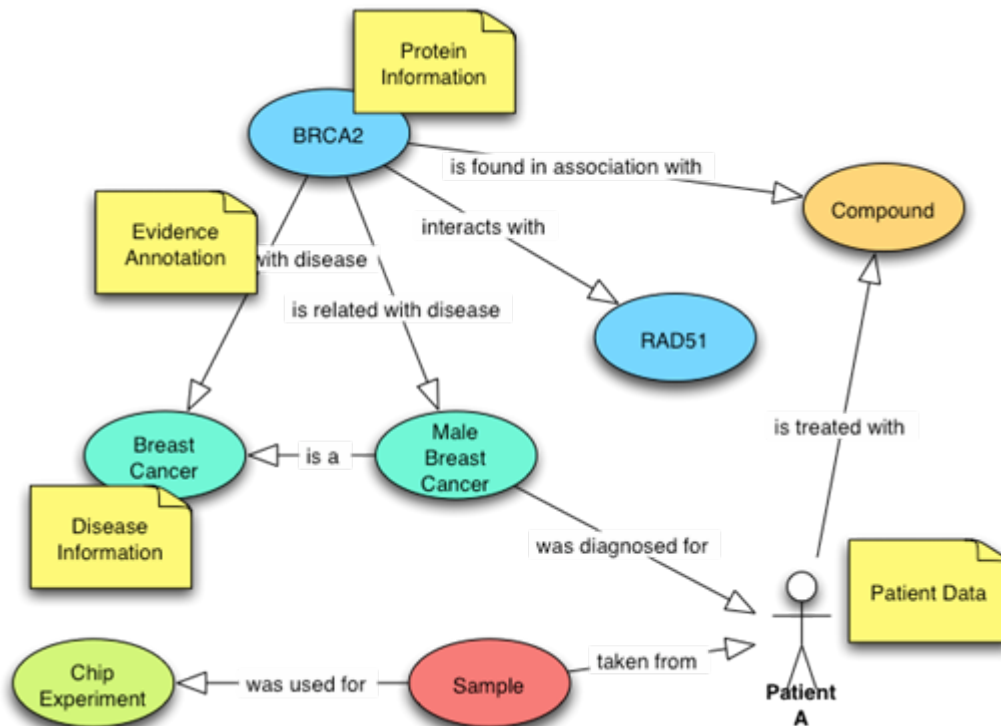 Protein
Information
BRCA2
is found in association with
Compound
Evidence
Annotation
interacts with
with disease
is related with disease
RAD51
Breast
Cancer
is a
Male
Breast
Cancer
is treated with
Disease
Information
was diagnosed for
Patient Data
Chip
Experiment
was used for
Sample
taken from
Patient
A